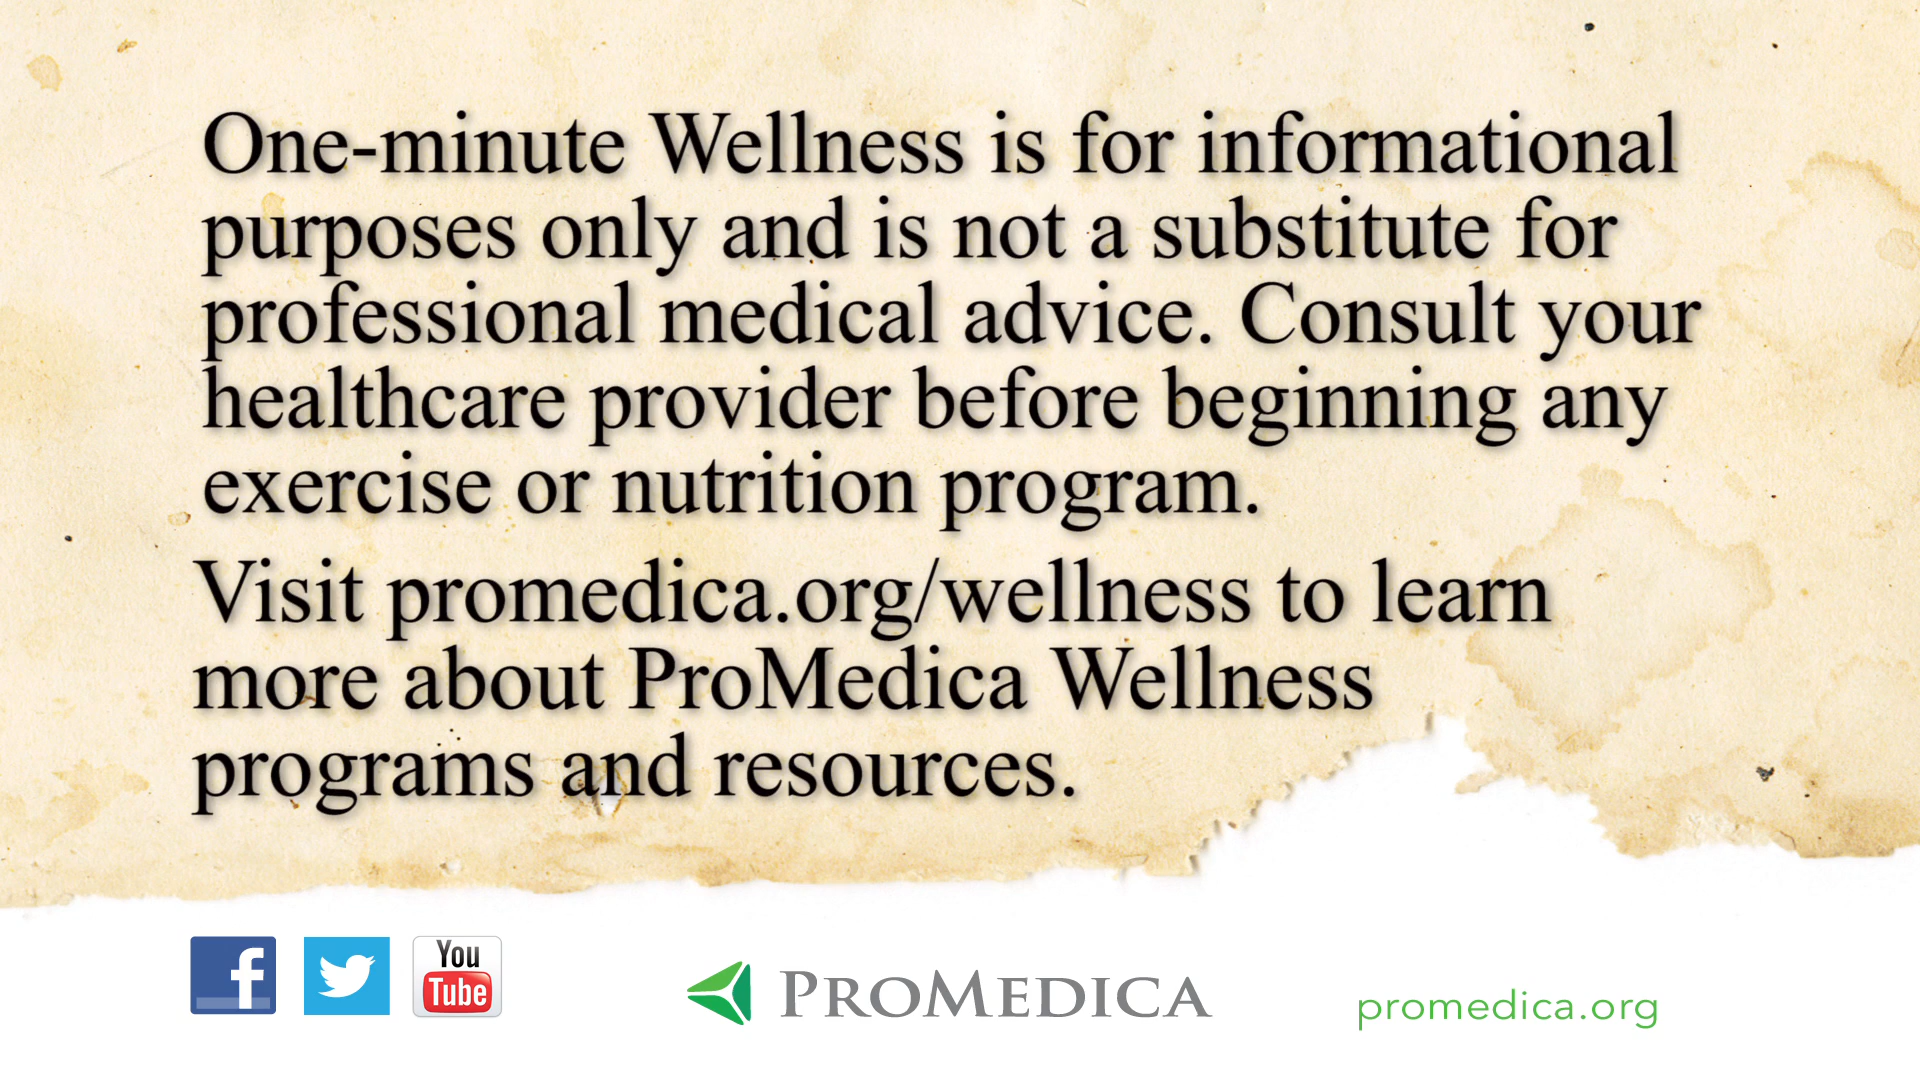 One-minute Wellness is for informational
purposes only and is not a substitute for
professional medical advice. Consult your
healthcare provider before beginning any
exercise or nutrition program.
Visit promedica.org/wellness to learn
more about ProMedica Wellness
programs and resources.
f
You
Tube
PROMEDICA
promedica.org